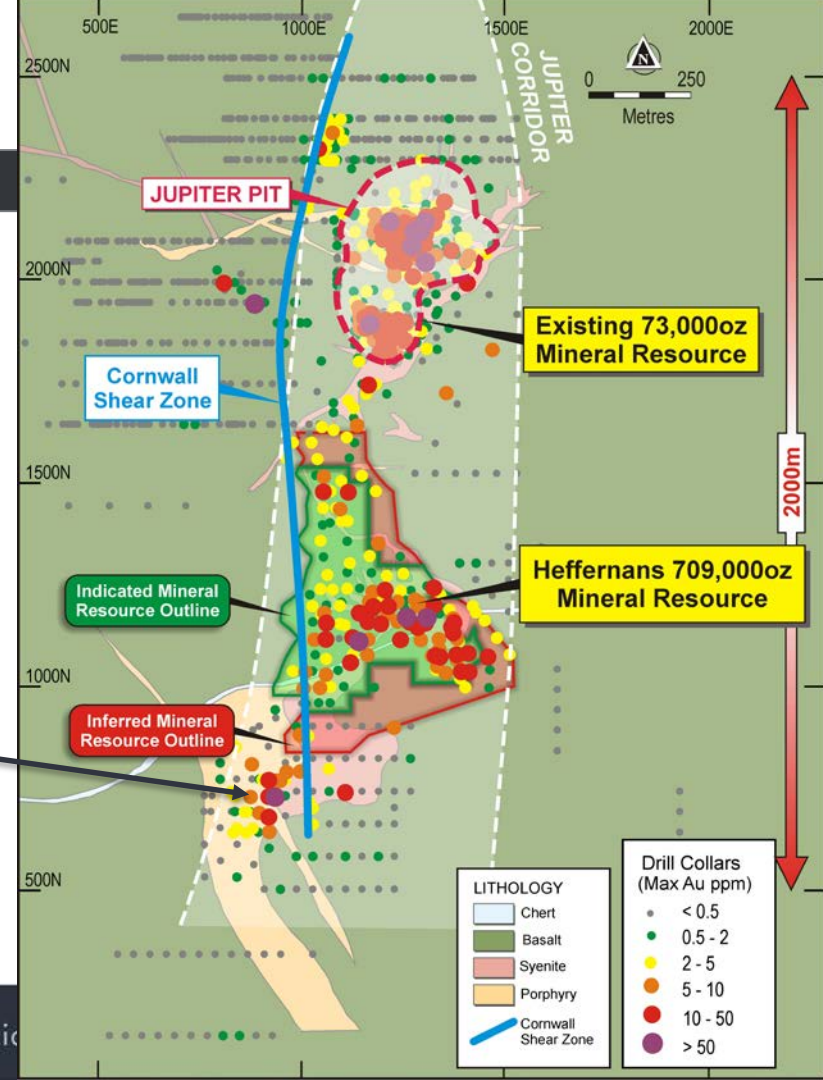 500E
1000E
1500E
2000E
2500N
JUPITER
CORRIDOR
N
0
250
Metres
JUPITER PIT
2000N
Existing 73,000oz
Mineral Resource
Cornwall
Shear Zone
2000m
1500N
Heffernans 709,000oz
Mineral Resource
Indicated Mineral
Resource Outline
1000N
Inferred Mineral
Resource Outline
500N
LITHOLOGY
Chert
Basalt
Syenite
Porphyry
Cornwall
Shear Zone
Drill Collars
(Max Au ppm)
< 0.5
0.5 - 2
2 - 5
5 - 10
10 - 50
> 50